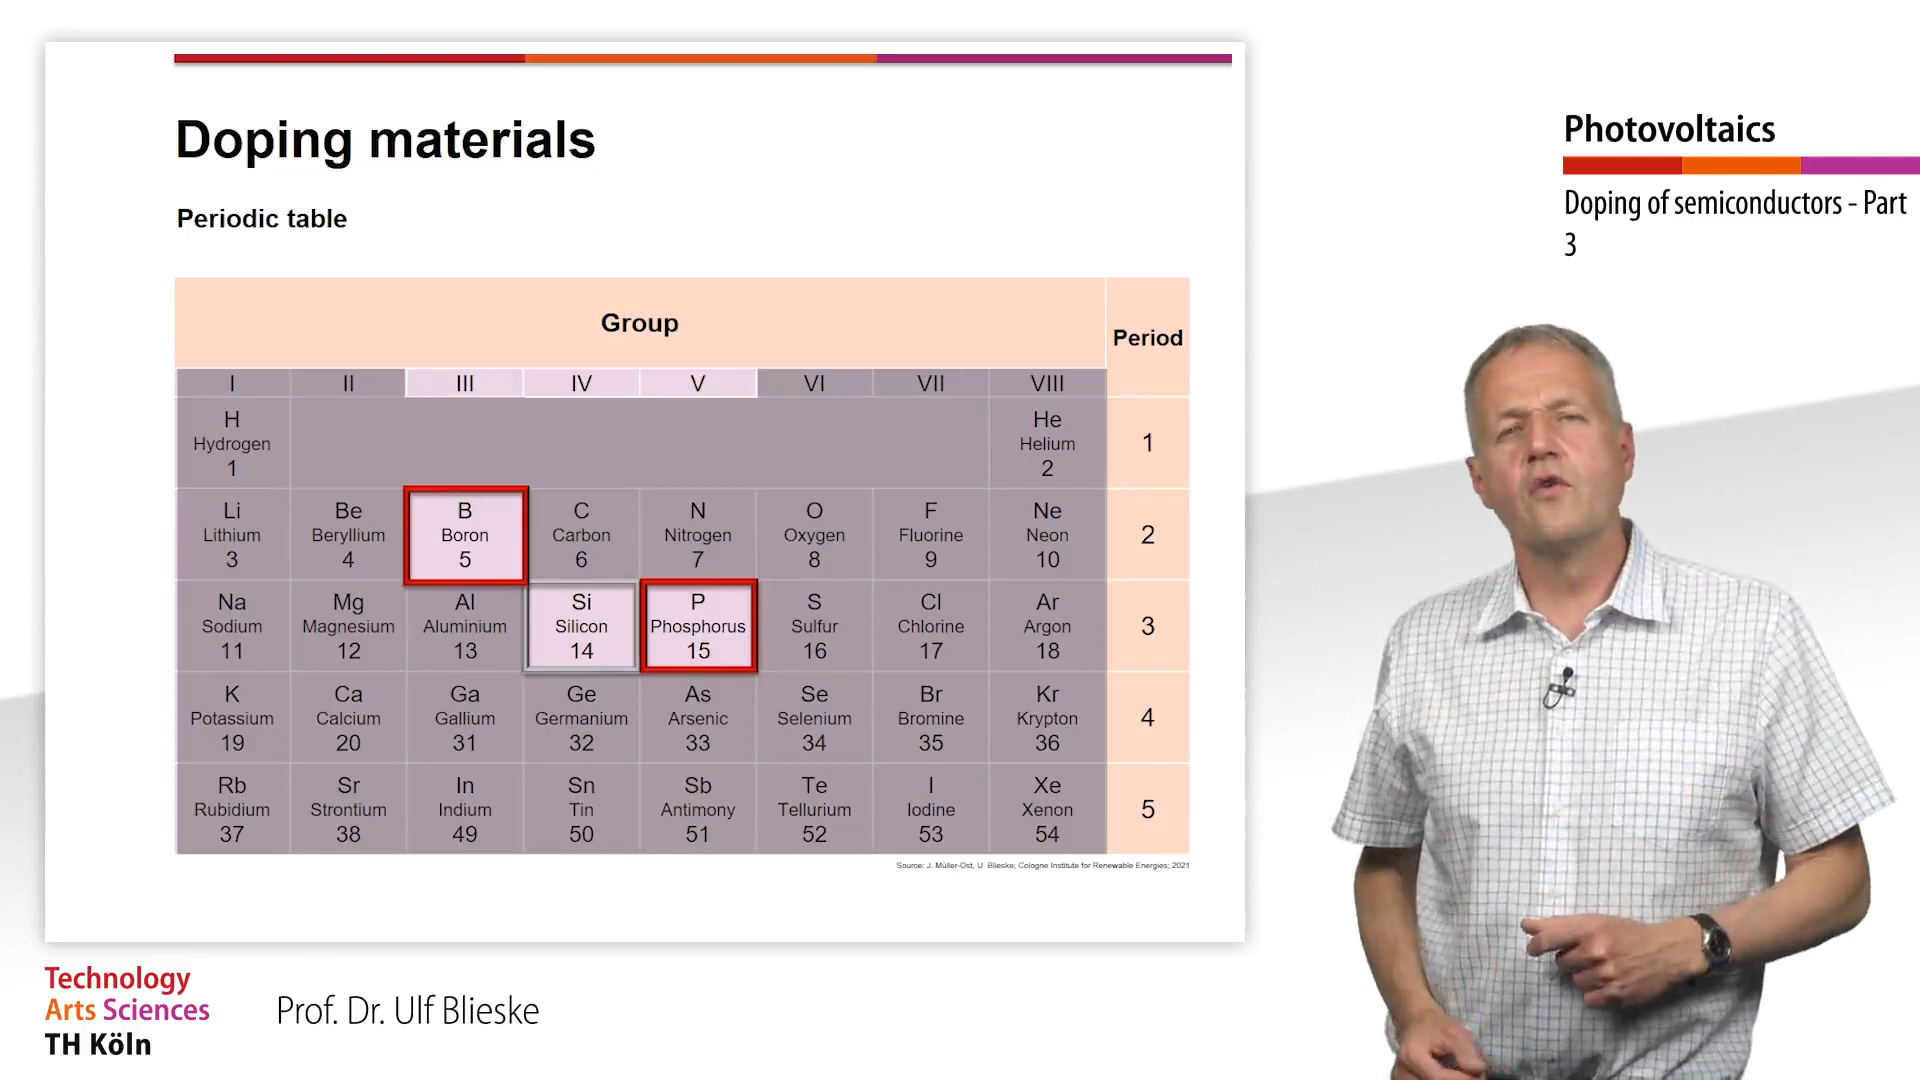 Doping materials
Periodic table
Group
Period
I II III IV V VI VII VIII
H He
Hydrogen Helium 1
1 2
Li Be B C N O F Ne
Lithium Beryllium Boron Carbon Nitrogen Oxygen Fluorine Neon 2
3 4 5 6 7 8 9 10
Na Mg Al Si P S Cl Ar
Sodium Magnesium Aluminium Silicon Phosphorus Sulfur Chlorine Argon 3
11 12 13 14 15 16 17 18
K Ca Ga Ge As Se Br Kr
Potassium Calcium Gallium Germanium Arsenic Selenium Bromine Krypton 4
19 20 31 32 33 34 35 36
Rb Sr In Sn Sb Te I Xe
Rubidium Strontium Indium Tin Antimony Tellurium Iodine Xenon 5
37 38 49 50 51 52 53 54
Source: J. Müller-Ost, U. Blieske; Cologne Institute for Renewable Energies; 2021
Photovoltaics
Doping of semiconductors - Part
3
Technology
Arts Sciences
TH Köln
Prof. Dr. Ulf Blieske